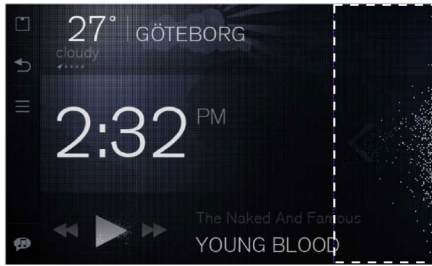 27° GÖTEBORG
cloudy
2:32 PM
The Naked And Famous
YOUNG BLOOD